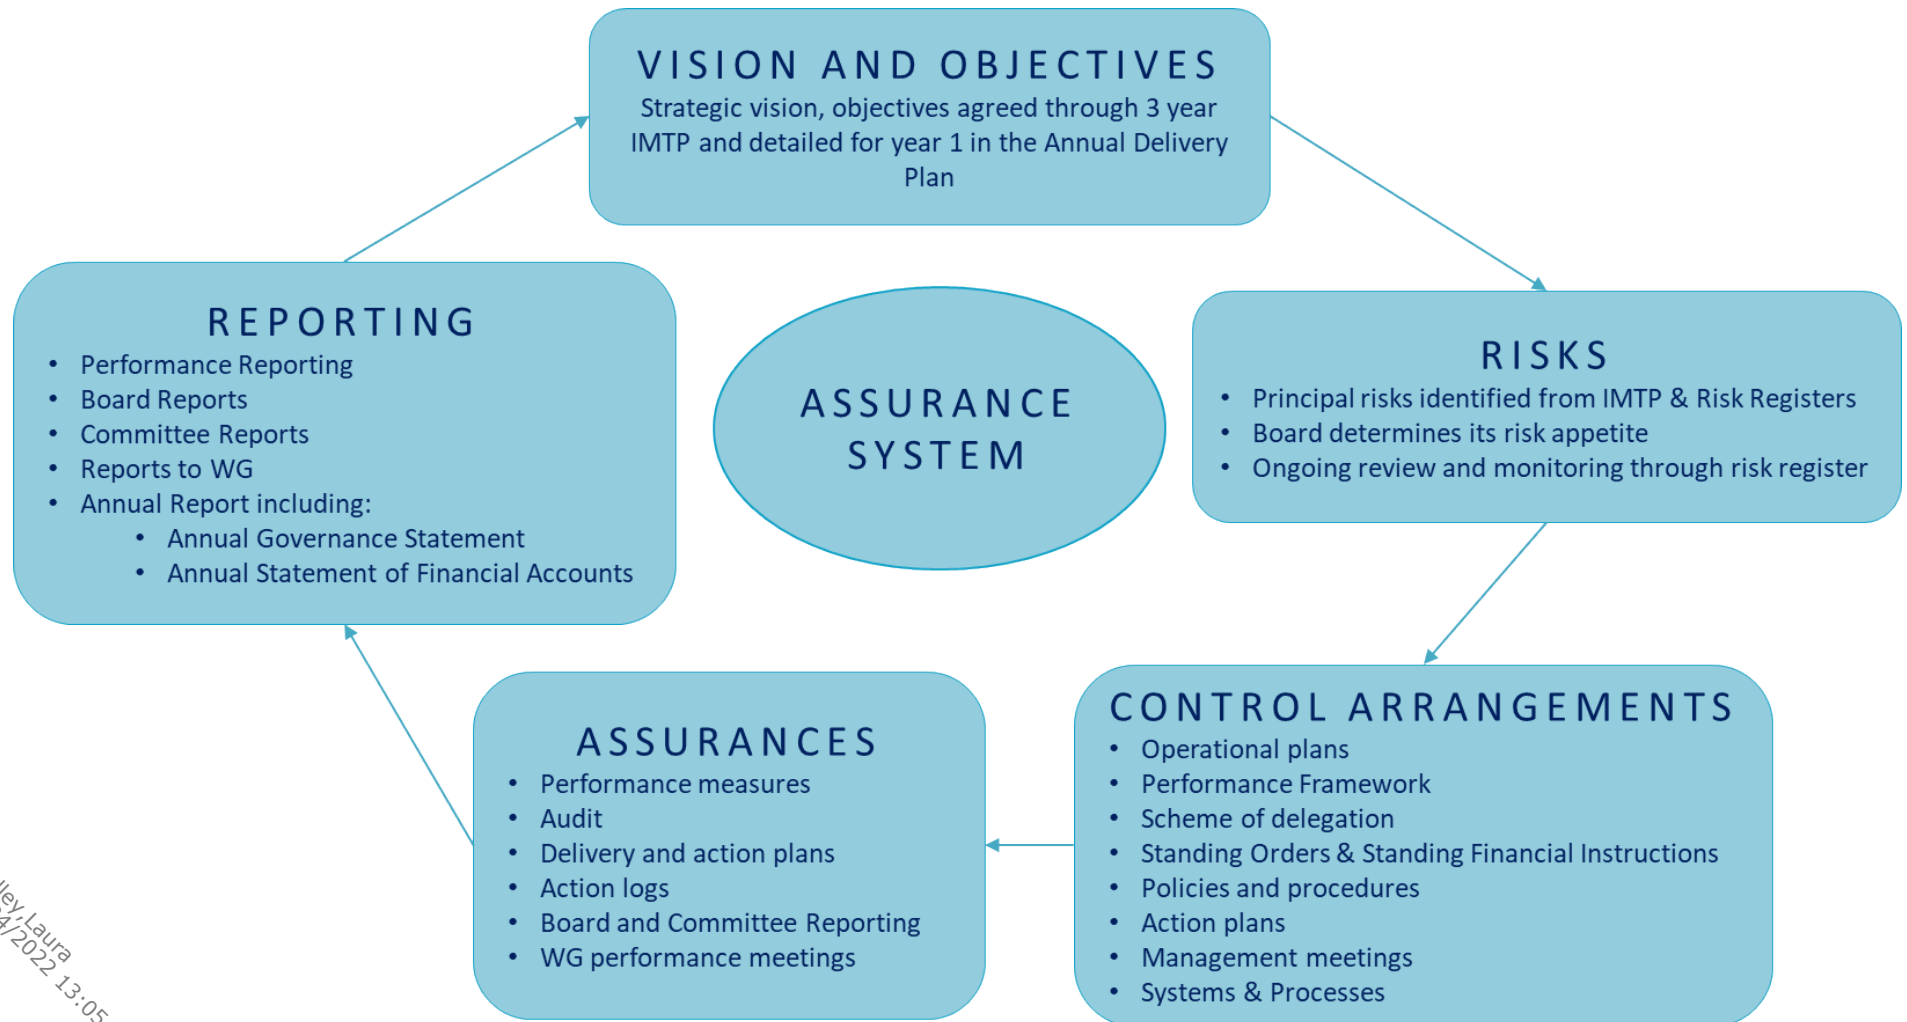 VISION AND OBJECTIVES
Strategic vision, objectives agreed through 3 year
IMTP and detailed for year 1 in the Annual Delivery
Plan
REPORTING
• Performance Reporting
• Board Reports
• Committee Reports
• Reports to WG
• Annual Report including:
• Annual Governance Statement
• Annual Statement of Financial Accounts
ASSURANCE
SYSTEM
RISKS
• Principal risks identified from IMTP & Risk Registers
• Board determines its risk appetite
• Ongoing review and monitoring through risk register
CONTROL ARRANGEMENTS
• Operational plans
• Performance Framework
• Scheme of delegation
• Standing Orders & Standing Financial Instructions
• Policies and procedures
• Action plans
• Management meetings
• Systems & Processes
ASSURANCES
• Performance measures
• Audit
• Delivery and action plans
• Action logs
• Board and Committee Reporting
• WG performance meetings
Laura
2022 13:05